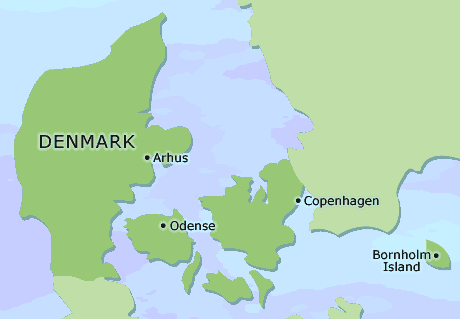 DENMARK
Arhus
Copenhagen
Odense
Bornholm
Island